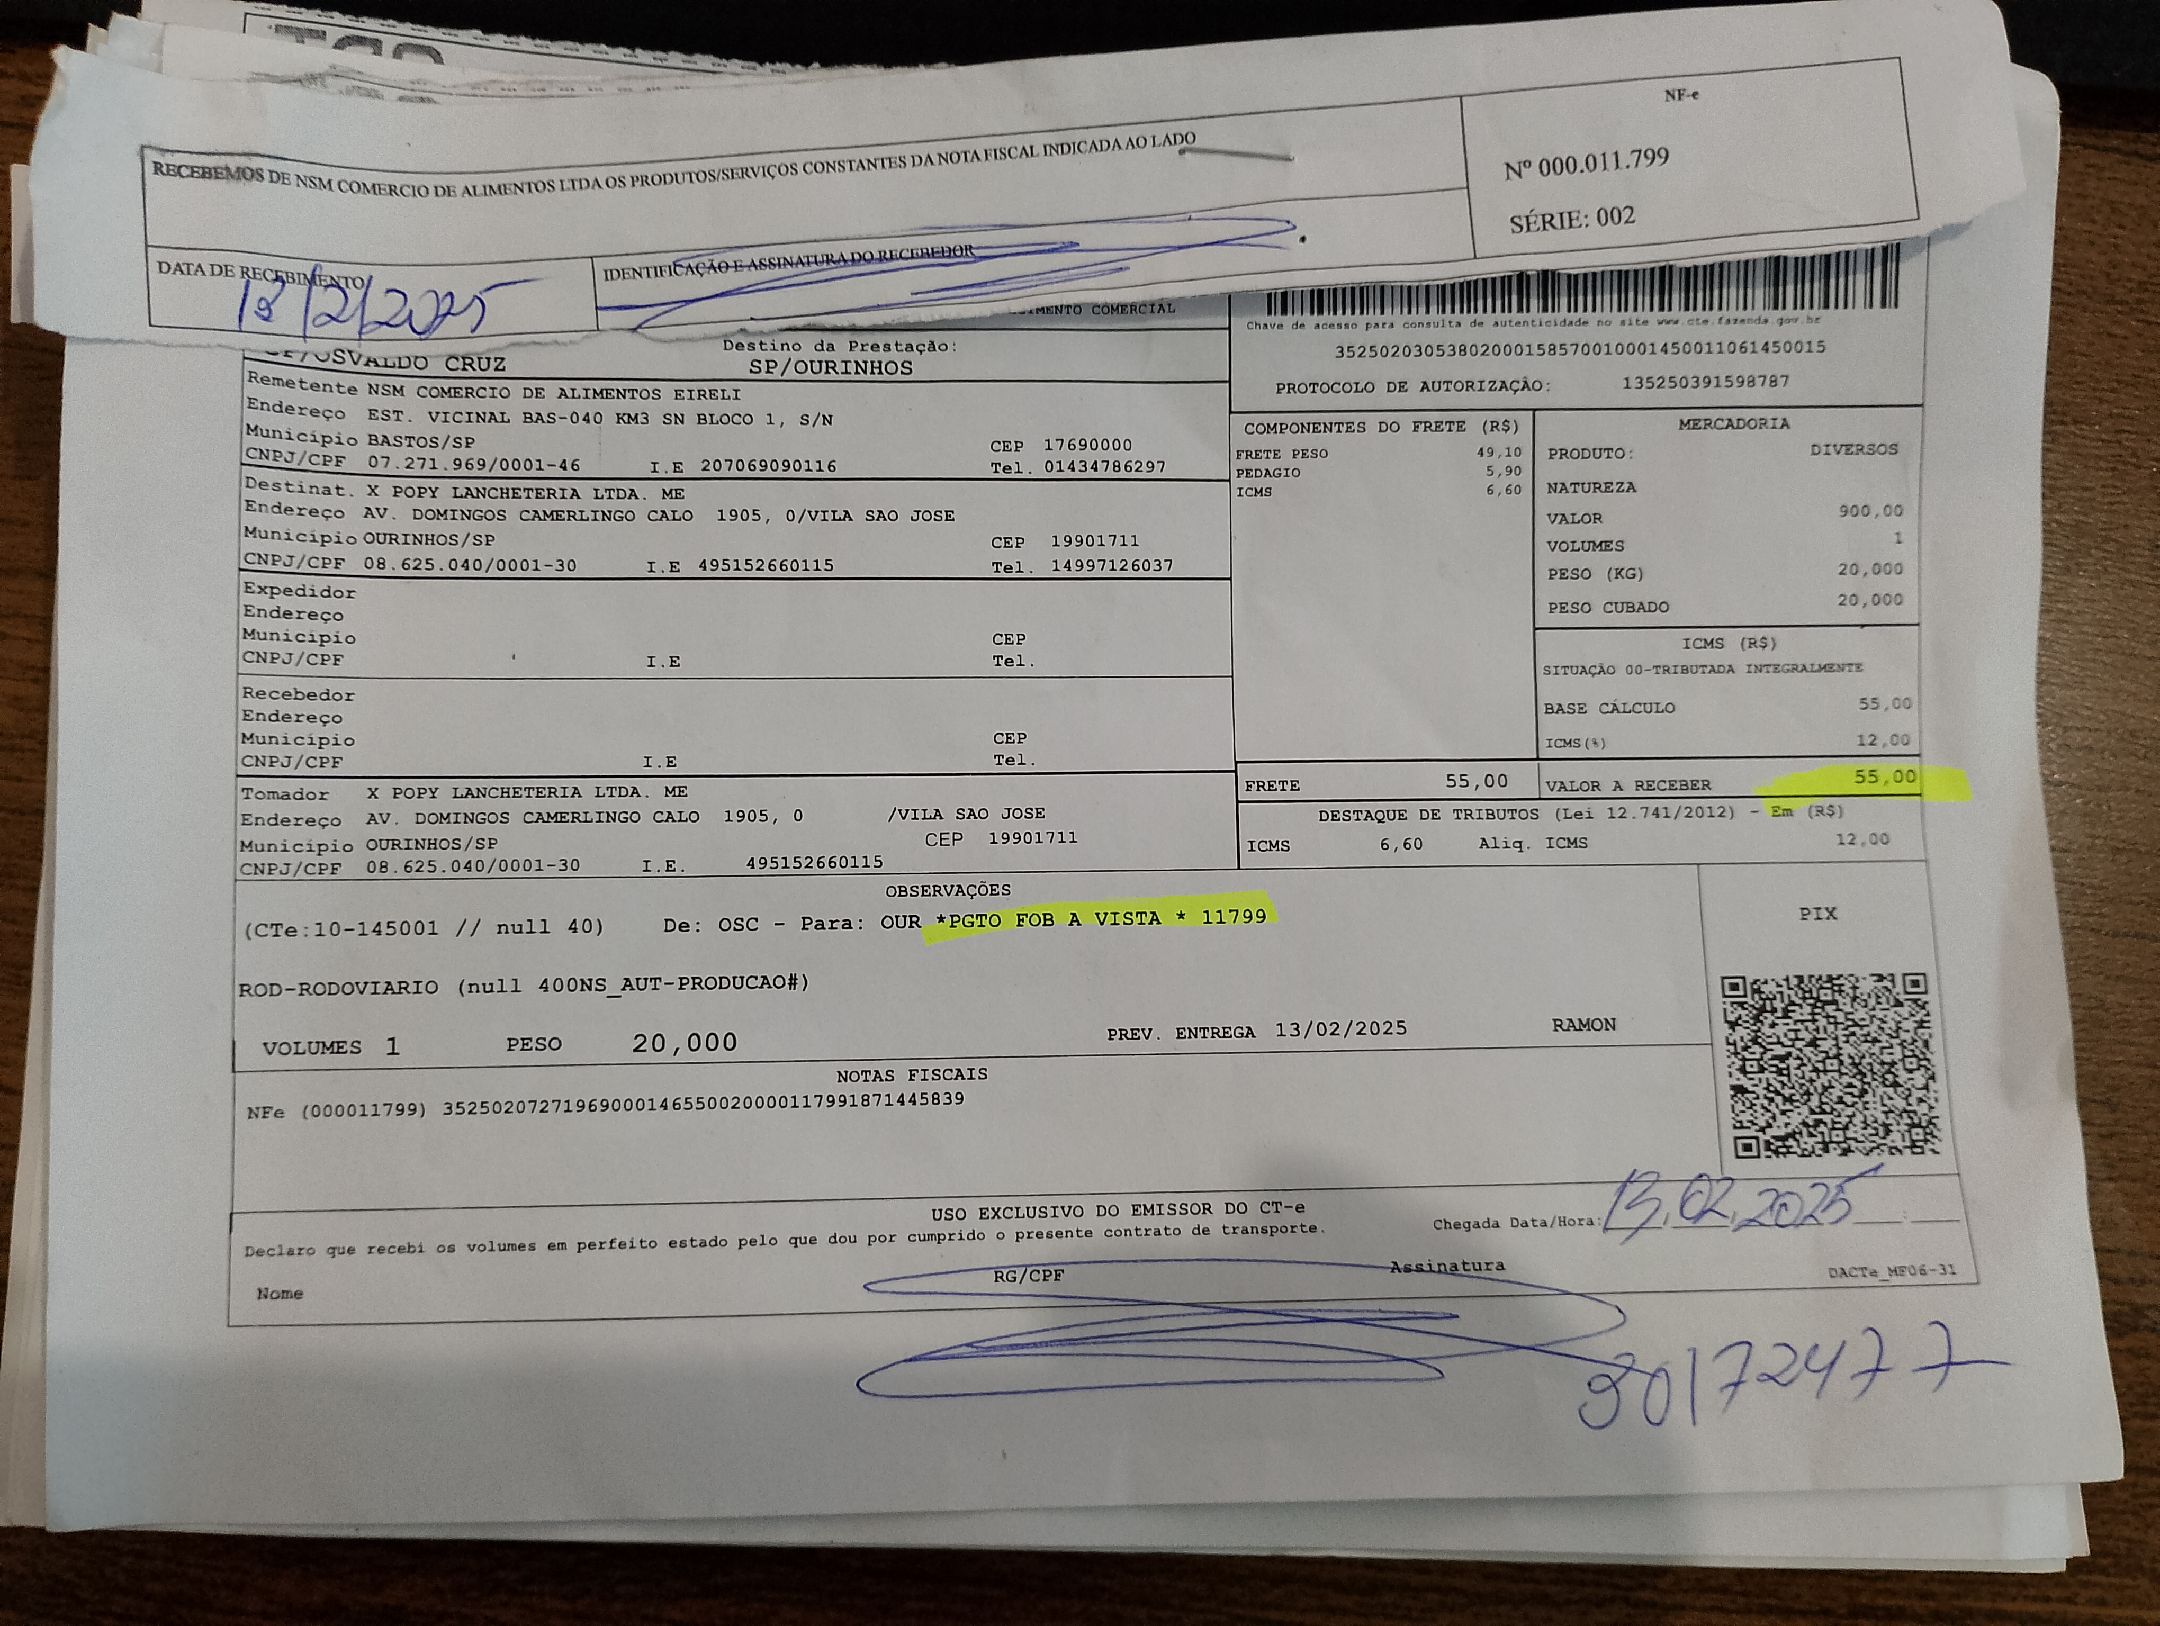 RECEBEMOS DE NSM COMERCIO DE ALIMENTOS LTDA OS PRODUTOS/SERVIÇOS CONSTANTES DA NOTA FISCAL INDICADA AO LADO
NF-e
Nº 000.011.799
SÉRIE: 002
DATA DE RECEBIMENTO
13/2/2025
IDENTIFICAÇÃO E ASSINATURA DO RECEBEDOR
COMERCIAL
Chave de acesso para consulta de autenticidade no site www.cte.fazenda.gov.br
35250203053802000158570010001450011061450015
PROTOCOLO DE AUTORIZAÇÃO: 135250391598787
SP/OSVALDO CRUZ
Destino da Prestação:
SP/OURINHOS
Remetente NSM COMERCIO DE ALIMENTOS EIRELI
Endereço EST. VICINAL BAS-040 KM3 SN BLOCO 1, S/N
Município BASTOS/SP CEP 17690000
CNPJ/CPF 07.271.969/0001-46 I.E 207069090116 Tel. 01434786297
Destinat. X POPY LANCHETERIA LTDA. ME
Endereço AV. DOMINGOS CAMERLINGO CALO 1905, 0/VILA SAO JOSE
Município OURINHOS/SP CEP 19901711
CNPJ/CPF 08.625.040/0001-30 I.E 495152660115 Tel. 14997126037
Expedidor
Endereço
Município CEP
CNPJ/CPF I.E Tel.
Recebedor
Endereço
Município CEP
CNPJ/CPF I.E Tel.
Tomador X POPY LANCHETERIA LTDA. ME
Endereço AV. DOMINGOS CAMERLINGO CALO 1905, 0 /VILA SAO JOSE
Município OURINHOS/SP CEP 19901711
CNPJ/CPF 08.625.040/0001-30 I.E. 495152660115
COMPONENTES DO FRETE (R$)
FRETE PESO 49,10
PEDAGIO 5,90
ICMS 6,60
MERCADORIA
PRODUTO: DIVERSOS
NATUREZA
VALOR 900,00
VOLUMES 1
PESO (KG) 20,000
PESO CUBADO 20,000
ICMS (R$)
SITUAÇÃO 00-TRIBUTADA INTEGRALMENTE
BASE CÁLCULO 55,00
ICMS(%) 12,00
FRETE 55,00 VALOR A RECEBER 55,00
DESTAQUE DE TRIBUTOS (Lei 12.741/2012) - Em (R$)
ICMS 6,60 Aliq. ICMS 12,00
OBSERVAÇÕES
(CTe:10-145001 // null 40) De: OSC - Para: OUR *PGTO FOB A VISTA * 11799
PIX
ROD-RODOVIARIO (null 400NS_AUT-PRODUCAO#)
VOLUMES 1 PESO 20,000 PREV. ENTREGA 13/02/2025 RAMON
NOTAS FISCAIS
NFe (000011799) 35250207271969000146550020000117991871445839
USO EXCLUSIVO DO EMISSOR DO CT-e
Declaro que recebi os volumes em perfeito estado pelo que dou por cumprido o presente contrato de transporte.
Chegada Data/Hora: 13.02.2025
Nome RG/CPF Assinatura
DACTe_MF06-31
30172477